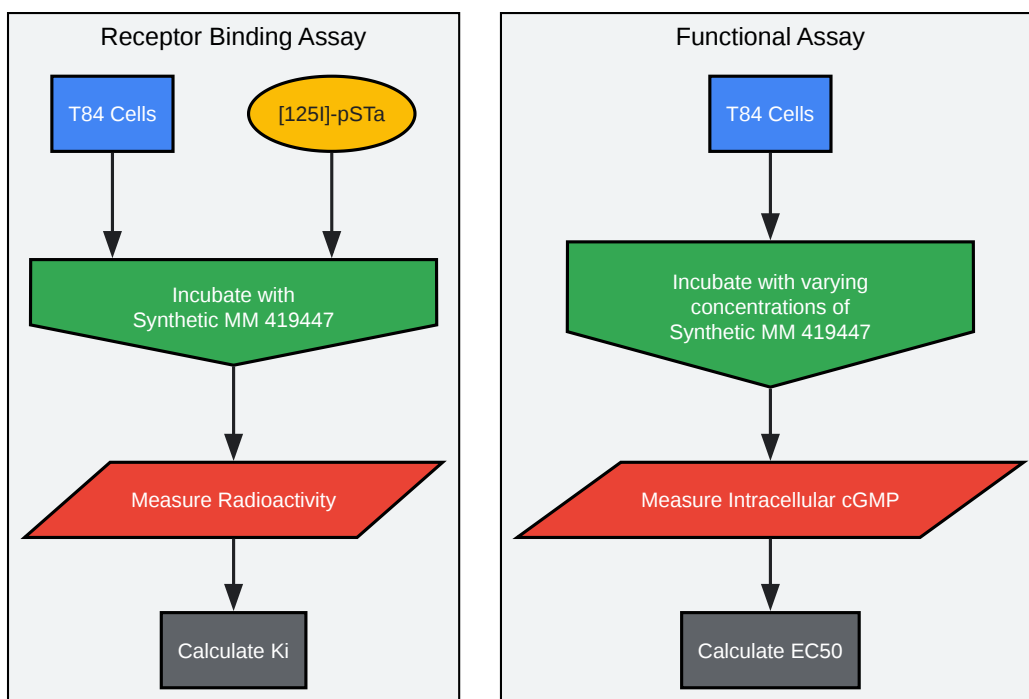 Receptor Binding Assay
T84 Cells
[125I]-pSTa
Incubate with
Synthetic MM 419447
Measure Radioactivity
Calculate Ki
Functional Assay
T84 Cells
Incubate with varying
concentrations of
Synthetic MM 419447
Measure Intracellular cGMP
Calculate EC50